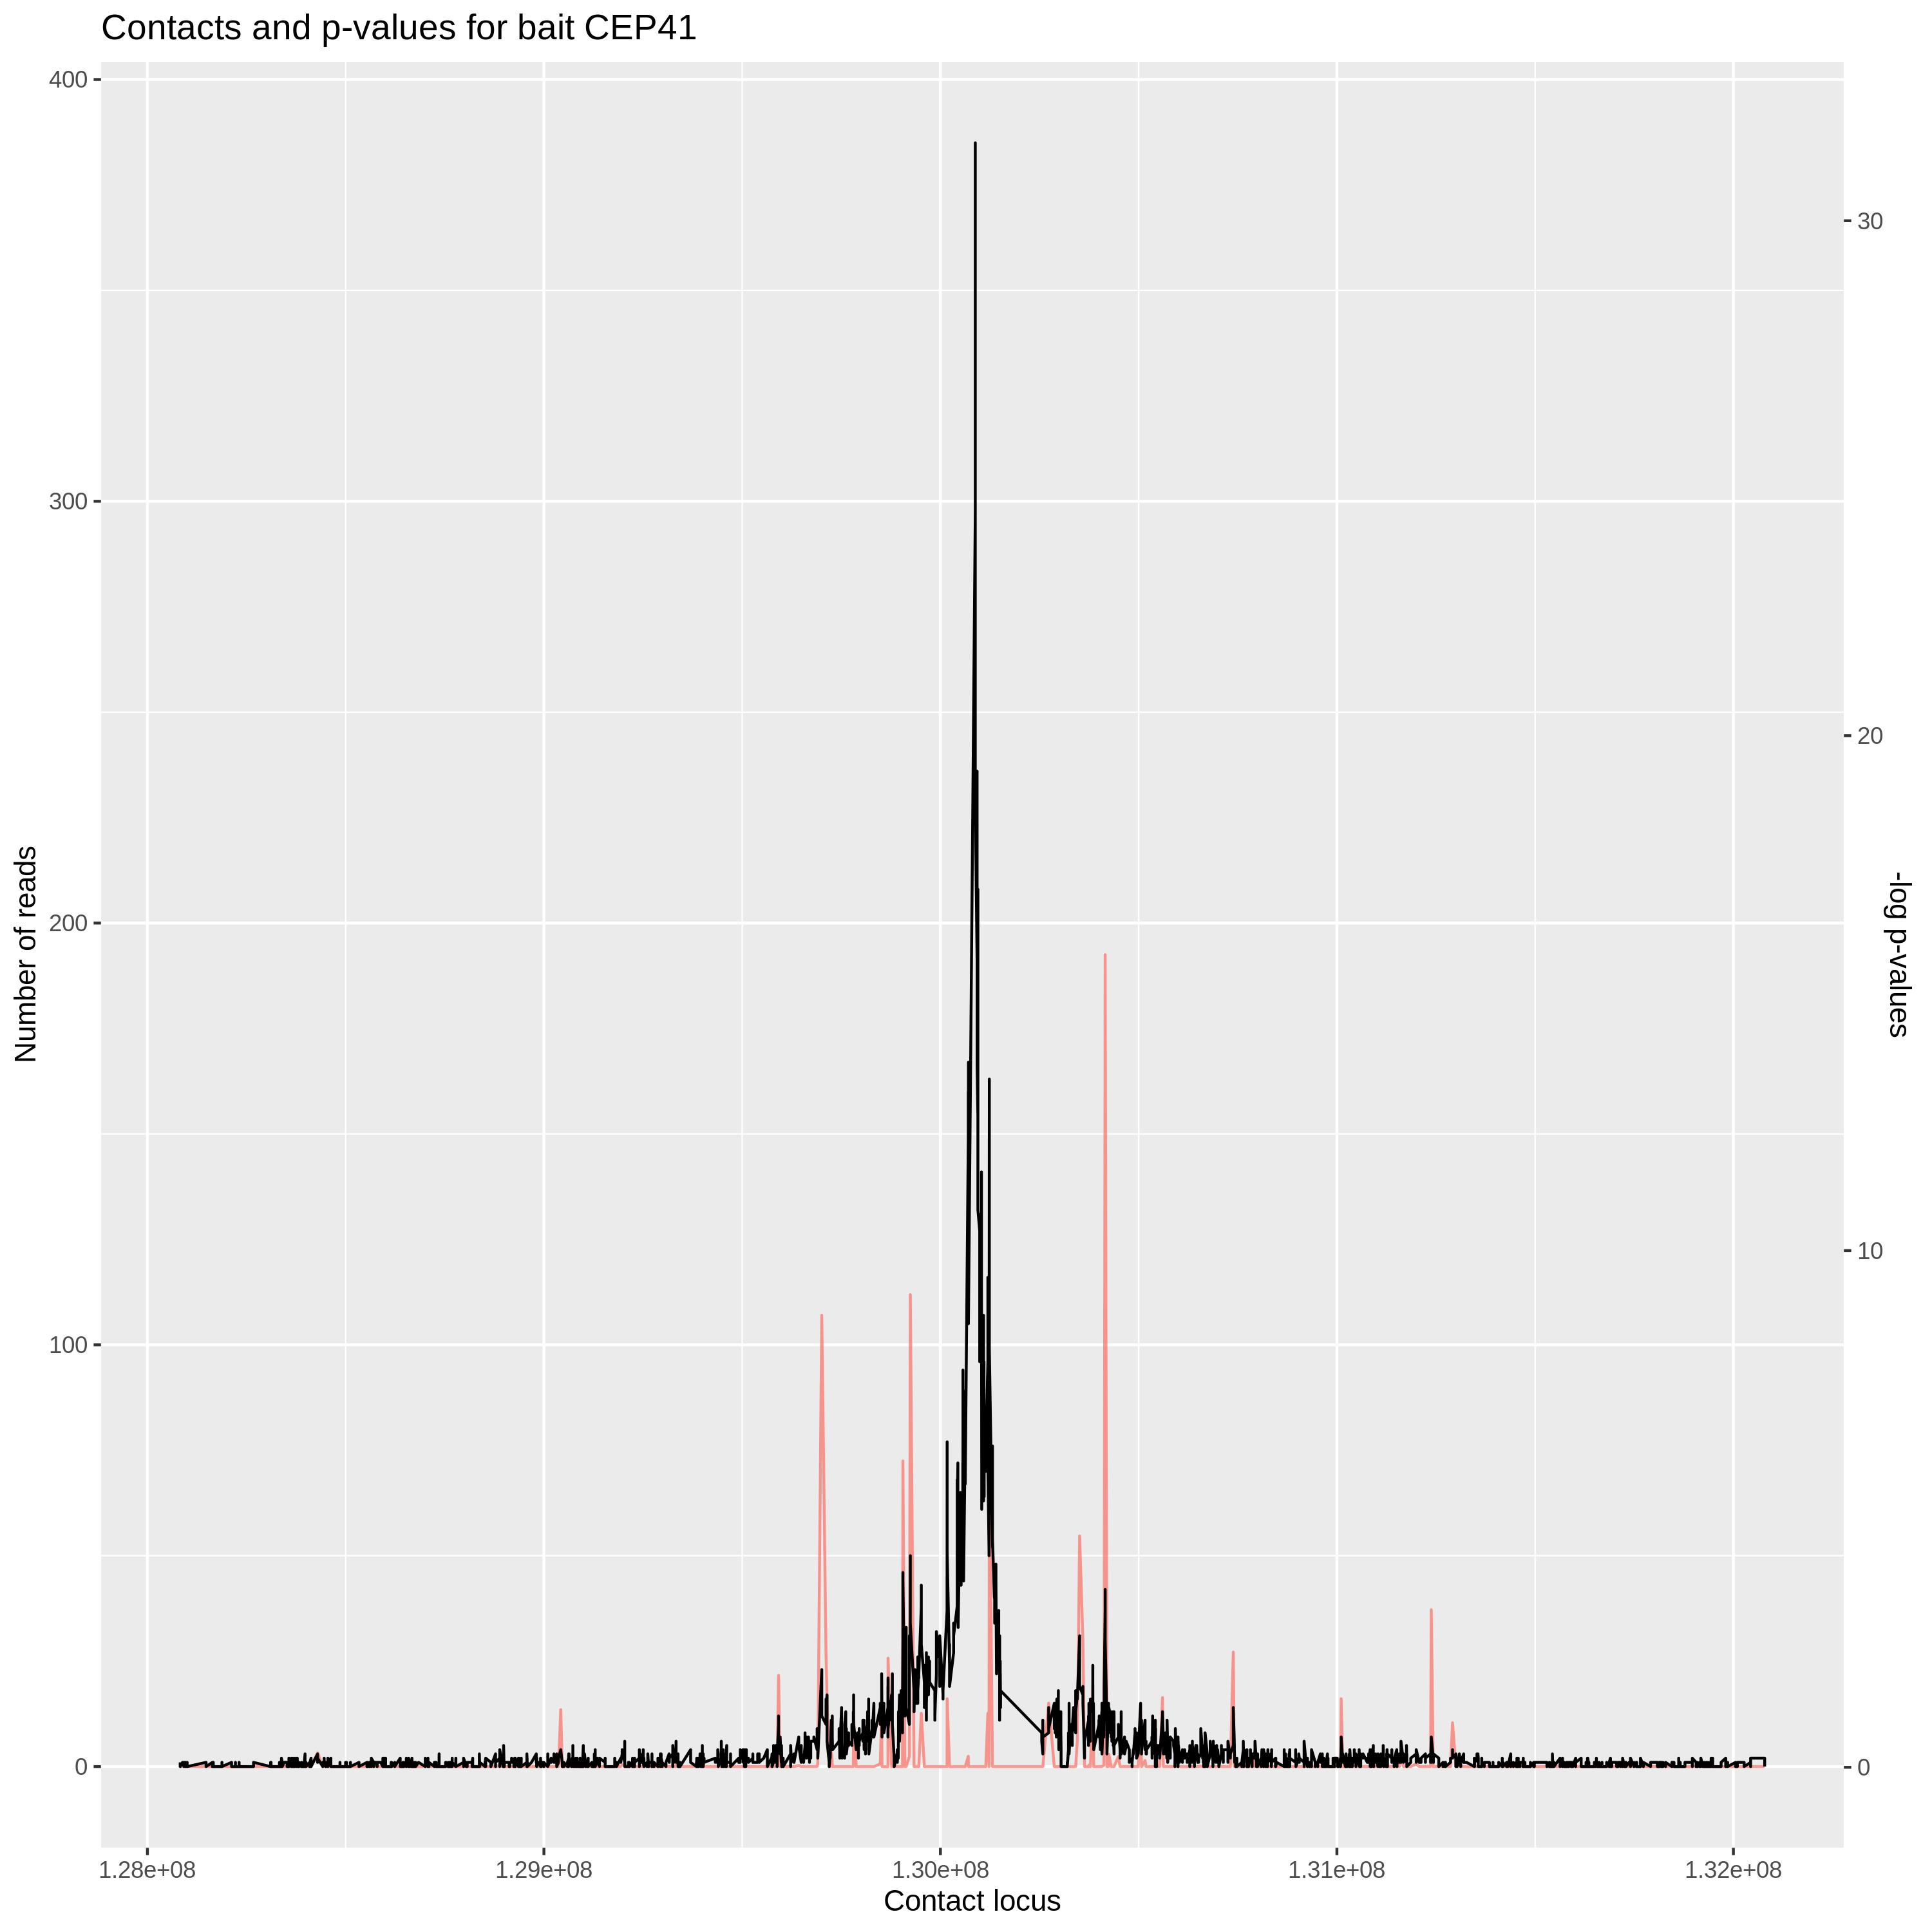 Contacts and p-values for bait CEP41
400
300
200
100
0
Number of reads
30
20
10
0
-log p-values
1.28e+08
1.29e+08
1.30e+08
1.31e+08
1.32e+08
Contact locus